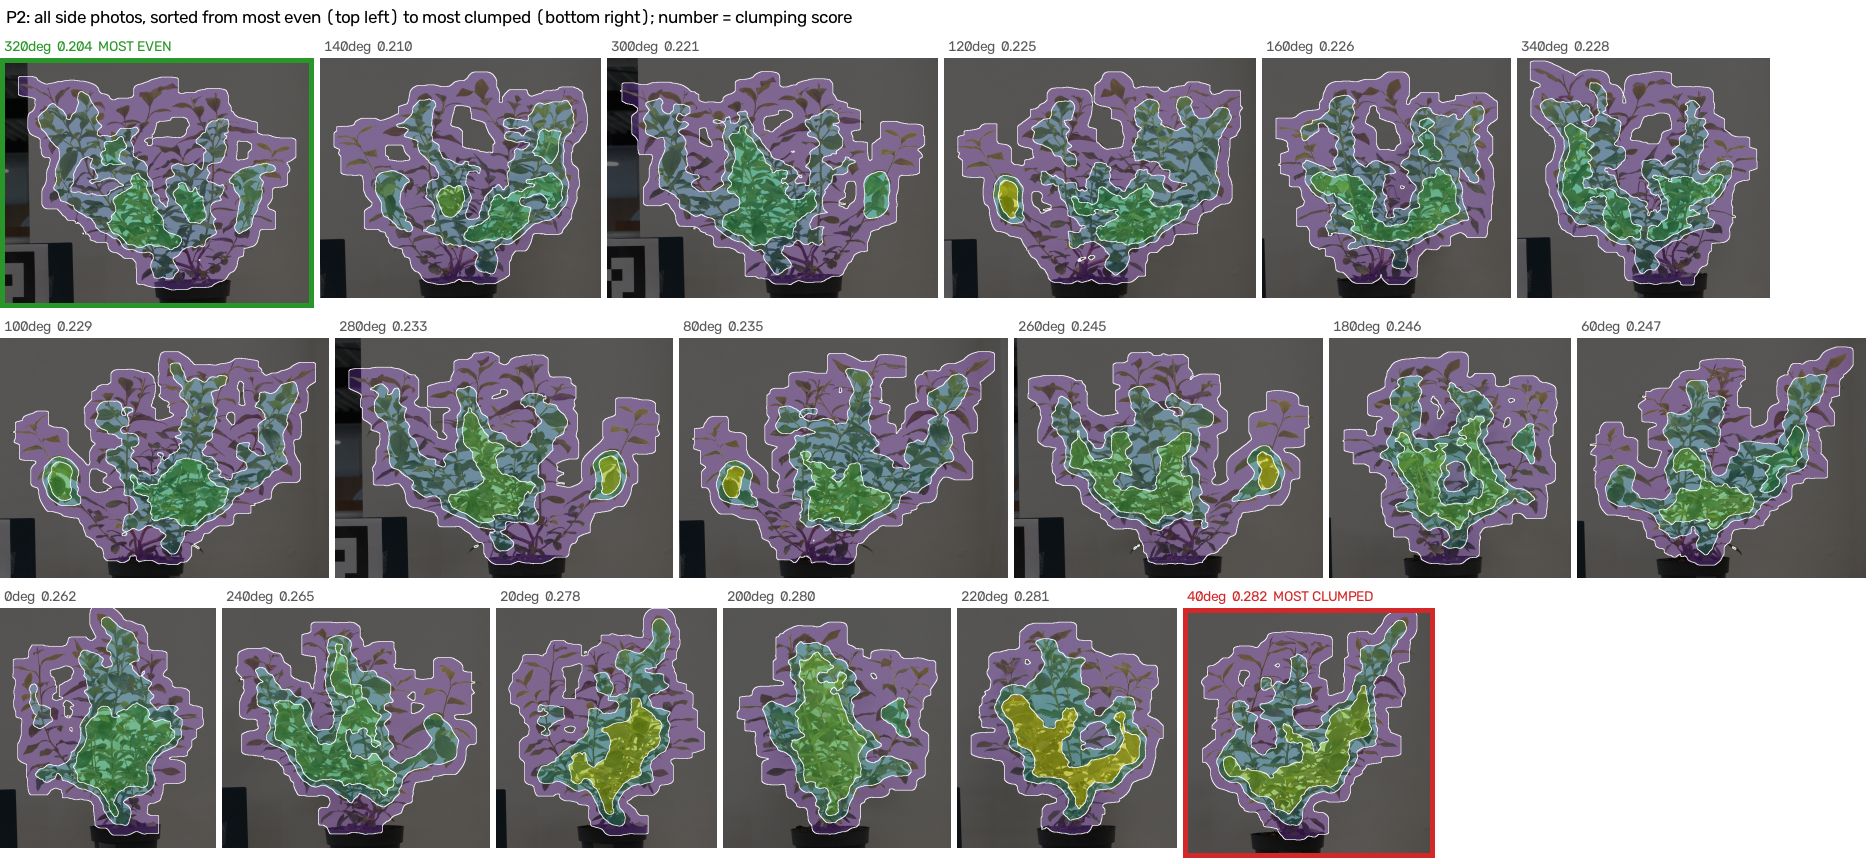 P2: all side photos, sorted from most even (top left) to most clumped (bottom right); number = clumping score
320deg 0.204 MOST EVEN
140deg 0.210
300deg 0.221
120deg 0.225
160deg 0.226
340deg 0.228
100deg 0.229
280deg 0.233
80deg 0.235
260deg 0.245
180deg 0.246
60deg 0.247
0deg 0.262
240deg 0.265
20deg 0.278
200deg 0.280
220deg 0.281
40deg 0.282 MOST CLUMPED